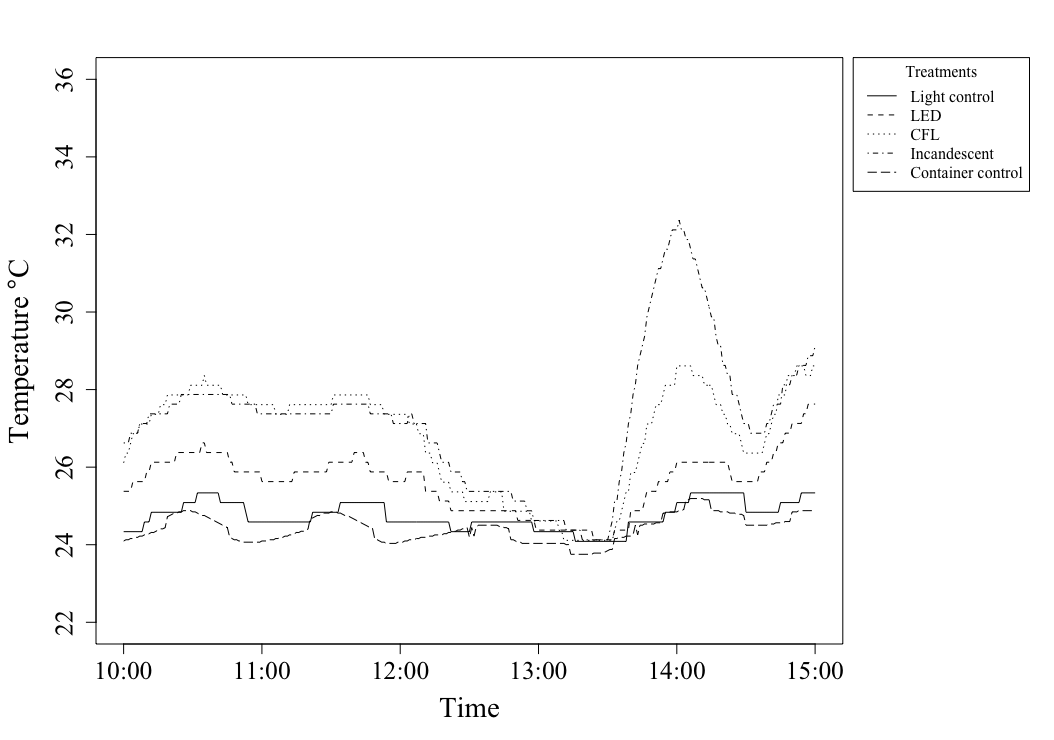 Treatments
Light control
LED
CFL
Incandescent
Container control
Temperature °C
36
34
32
30
28
26
24
22
10:00 11:00 12:00 13:00 14:00 15:00
Time